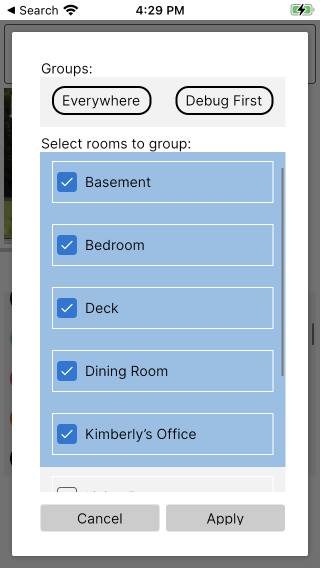 Search
4:29 PM
Groups:
Everywhere
Debug First
Select rooms to group:
Basement
Bedroom
Deck
Dining Room
Kimberly's Office
Cancel
Apply